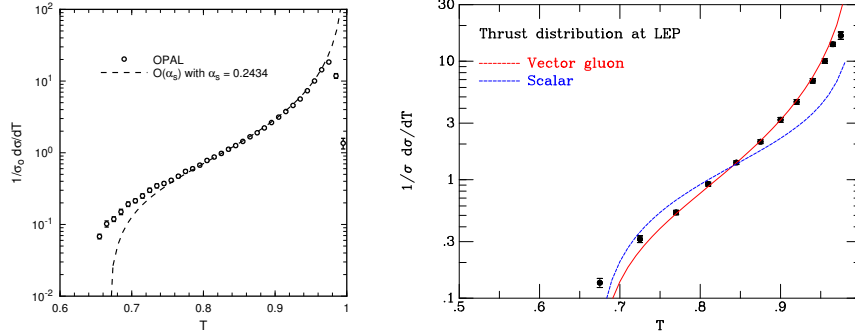 10²
10¹
10⁰
10⁻¹
10⁻²
1/σ₀ dσ/dT
OPAL
O(αₛ) with αₛ = 0.2434
0.6 0.7 0.8 0.9 1
T
30
10
3
1
.3
.1
1/σ dσ/dT
Thrust distribution at LEP
Vector gluon
Scalar
.5 .6 .7 .8 .9
T